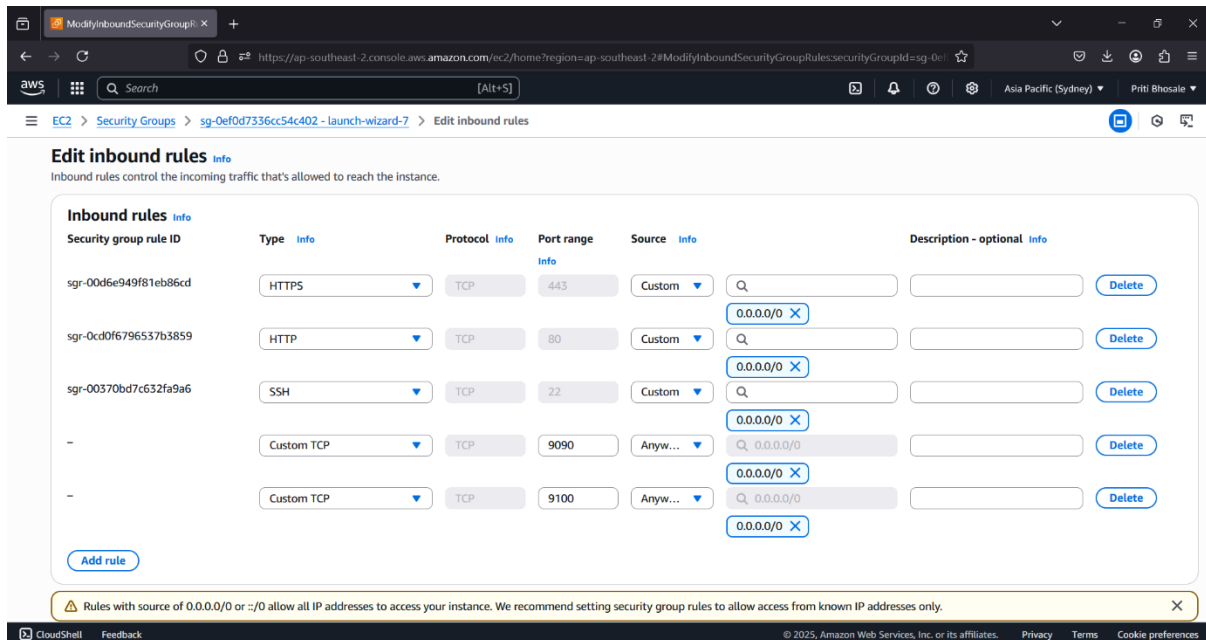 ModifyInboundSecurityGroupR
https://ap-southeast-2.console.aws.amazon.com/ec2/home?region=ap-southeast-2#ModifyInboundSecurityGroupRules:securityGroupId=sg-0ef
aws Search [Alt+S] Asia Pacific (Sydney) Priti Bhosale
EC2 > Security Groups > sg-0ef0d7336cc54c402 - launch-wizard-7 > Edit inbound rules
Edit inbound rules Info
Inbound rules control the incoming traffic that's allowed to reach the instance.
Inbound rules Info
Security group rule ID Type Info Protocol Info Port range Info Source Info Description - optional Info
sgr-00d6e949f81eb86cd HTTPS TCP 443 Custom Delete
0.0.0.0/0
sgr-0cd0f6796537b3859 HTTP TCP 80 Custom Delete
0.0.0.0/0
sgr-00370bd7c632fa9a6 SSH TCP 22 Custom Delete
0.0.0.0/0
– Custom TCP TCP 9090 Anyw... 0.0.0.0/0 Delete
0.0.0.0/0
– Custom TCP TCP 9100 Anyw... 0.0.0.0/0 Delete
0.0.0.0/0
Add rule
Rules with source of 0.0.0.0/0 or ::/0 allow all IP addresses to access your instance. We recommend setting security group rules to allow access from known IP addresses only.
CloudShell Feedback © 2025, Amazon Web Services, Inc. or its affiliates. Privacy Terms Cookie preferences